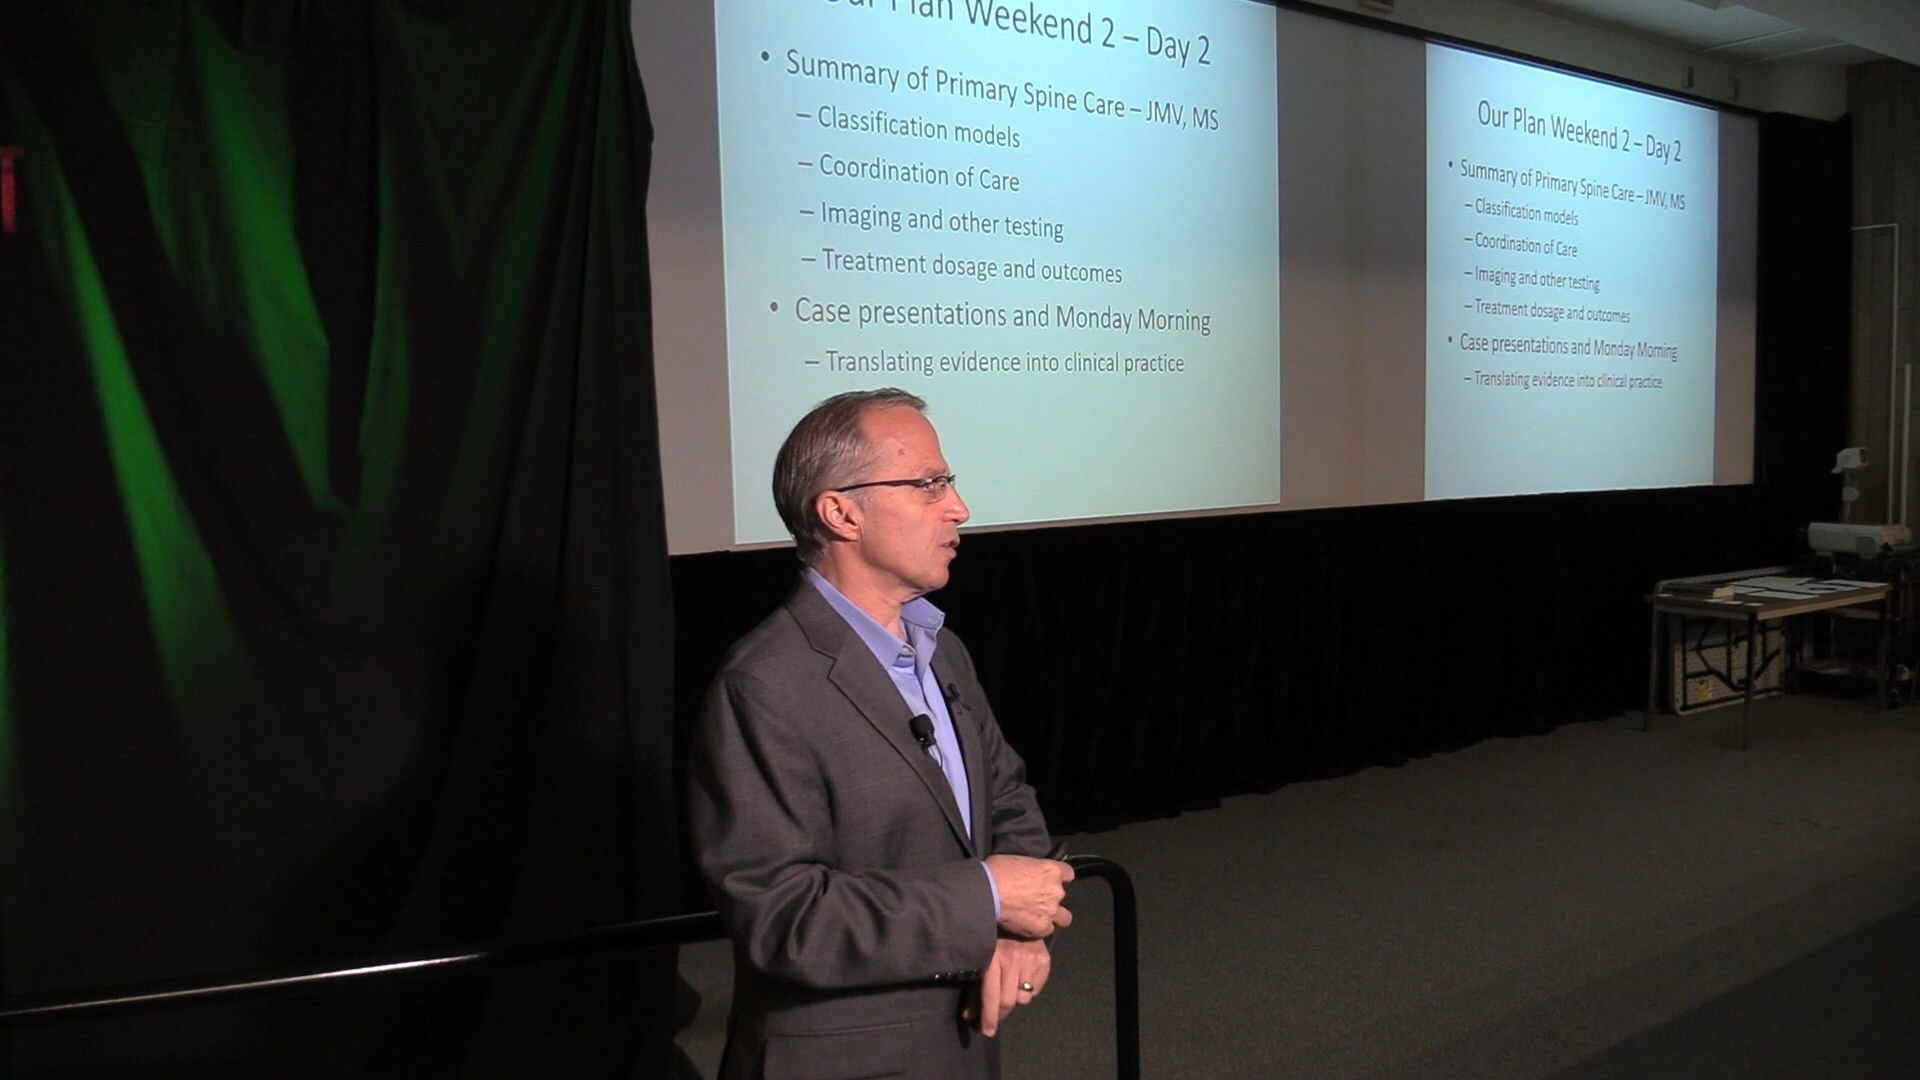 Our Plan Weekend 2 – Day 2
• Summary of Primary Spine Care – JMV, MS
– Classification models
– Coordination of Care
– Imaging and other testing
– Treatment dosage and outcomes
• Case presentations and Monday Morning
– Translating evidence into clinical practice
Our Plan Weekend 2 – Day 2
• Summary of Primary Spine Care – JMV, MS
– Classification models
– Coordination of Care
– Imaging and other testing
– Treatment dosage and outcomes
• Case presentations and Monday Morning
– Translating evidence into clinical practice